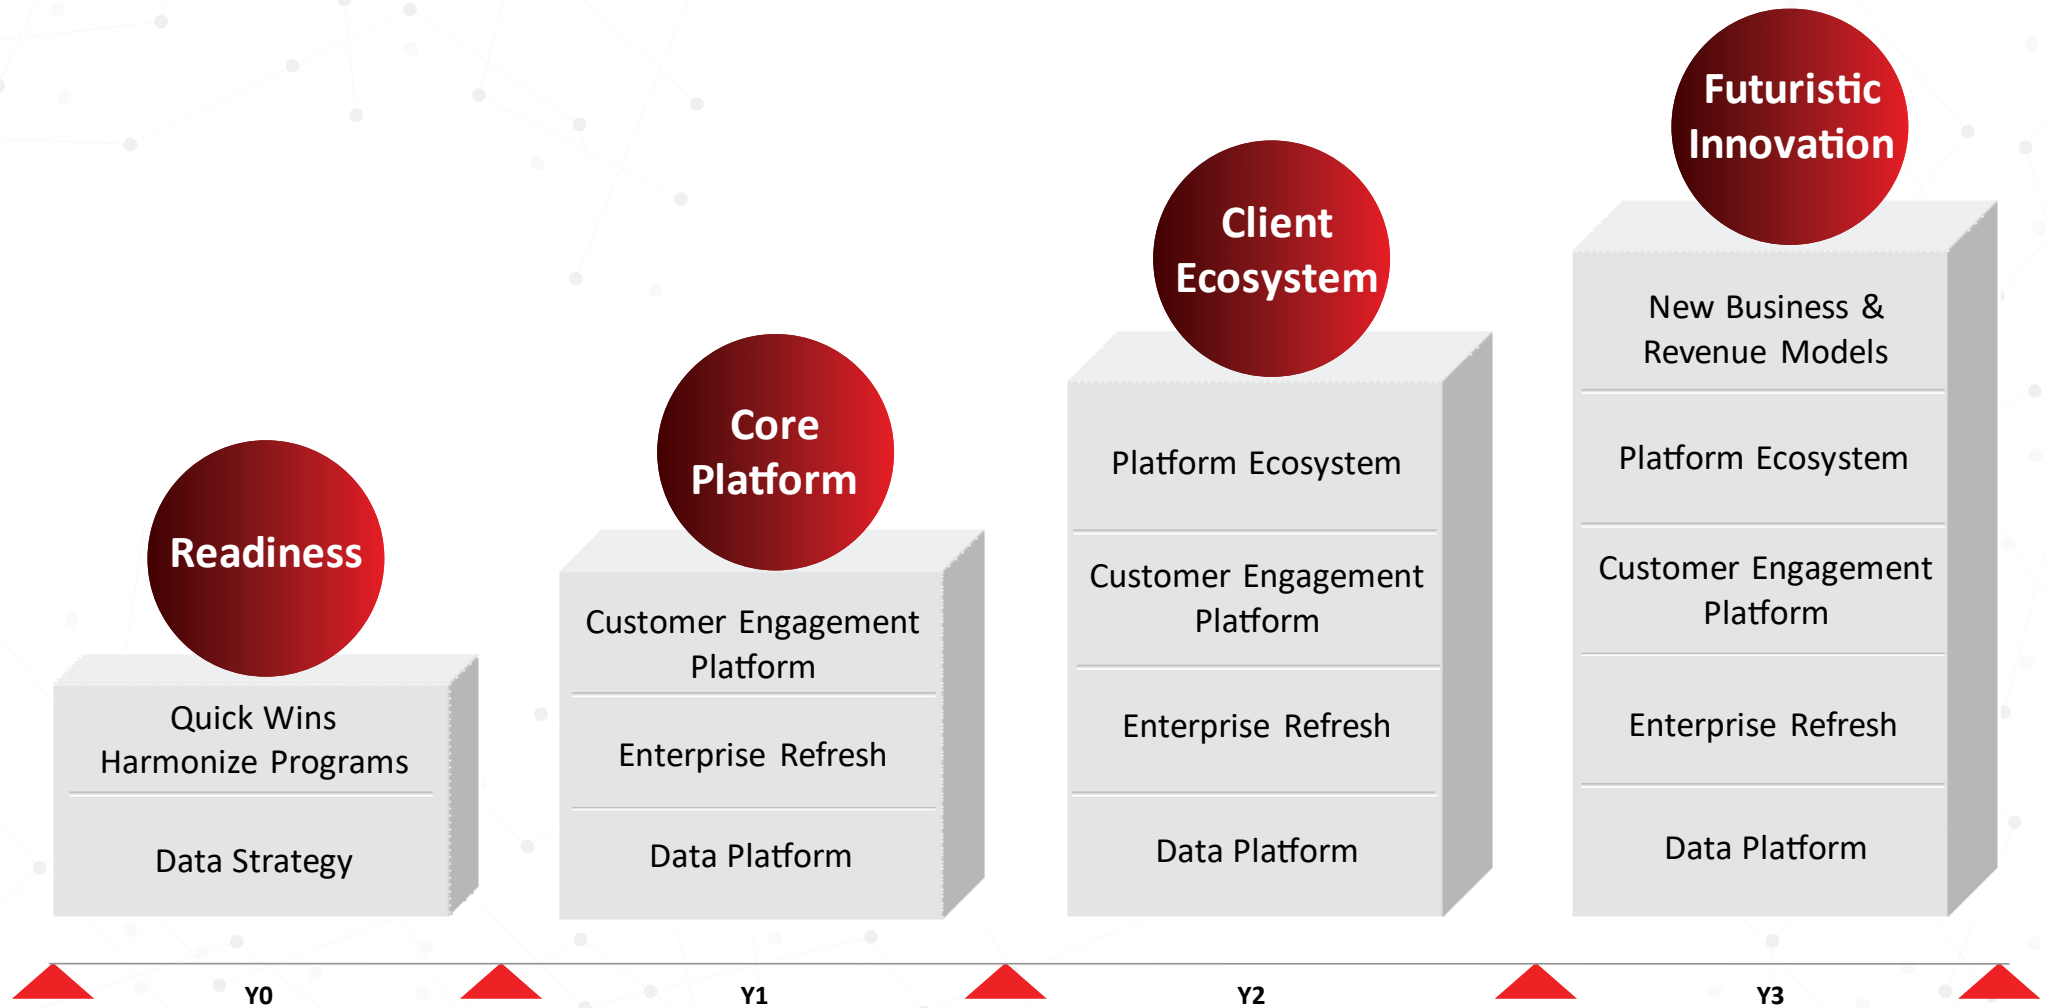 Readiness
Quick Wins
Harmonize Programs
Data Strategy
Core
Platform
Customer Engagement
Platform
Enterprise Refresh
Data Platform
Client
Ecosystem
Platform Ecosystem
Customer Engagement
Platform
Enterprise Refresh
Data Platform
Futuristic
Innovation
New Business &
Revenue Models
Platform Ecosystem
Customer Engagement
Platform
Enterprise Refresh
Data Platform
Y0
Y1
Y2
Y3